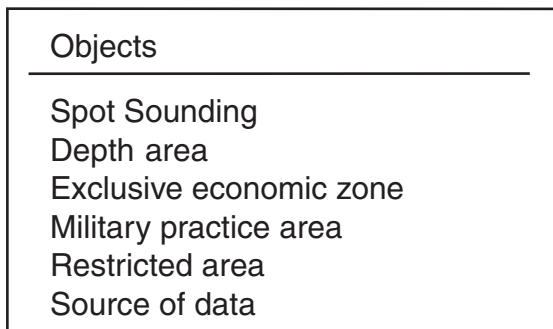 Objects
Spot Sounding
Depth area
Exclusive economic zone
Military practice area
Restricted area
Source of data